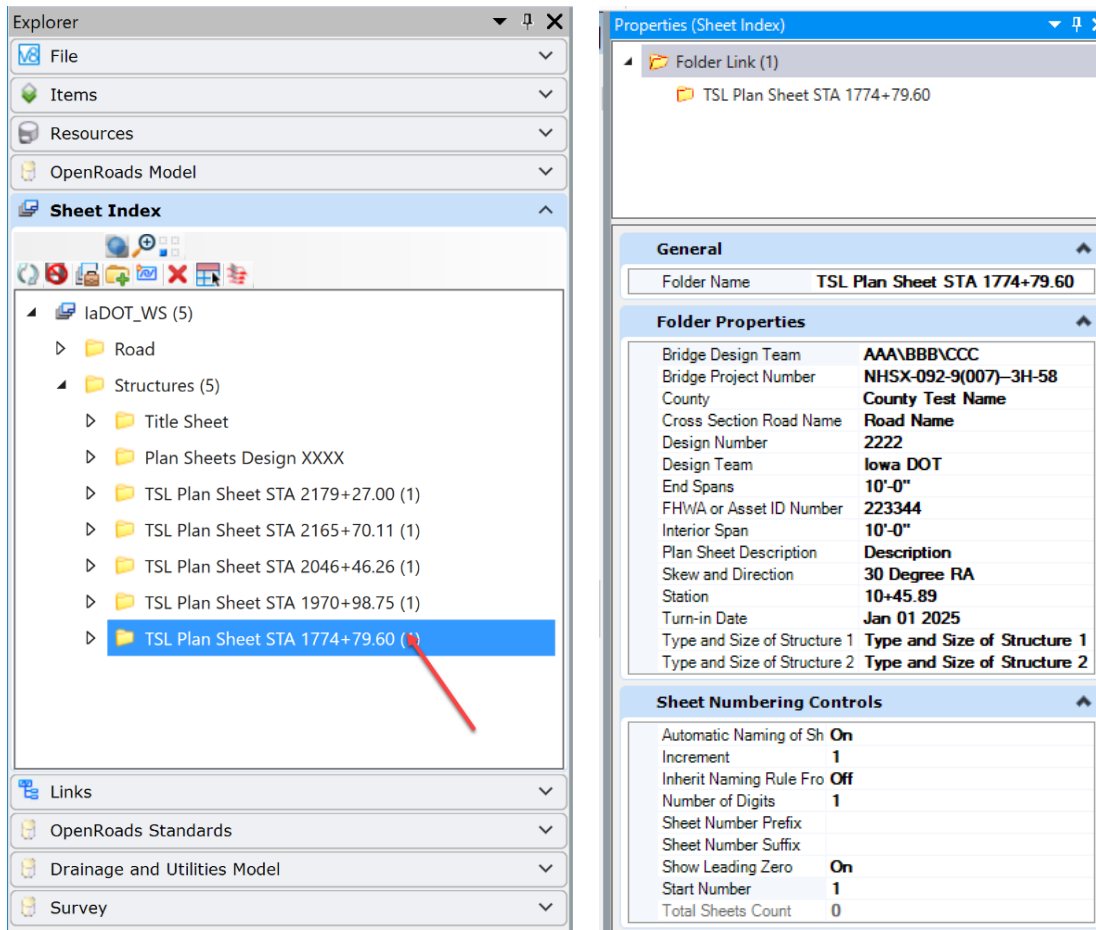 Explorer
File
Items
Resources
OpenRoads Model
Sheet Index
IaDOT_WS (5)
Road
Structures (5)
Title Sheet
Plan Sheets Design XXXX
TSL Plan Sheet STA 2179+27.00 (1)
TSL Plan Sheet STA 2165+70.11 (1)
TSL Plan Sheet STA 2046+46.26 (1)
TSL Plan Sheet STA 1970+98.75 (1)
TSL Plan Sheet STA 1774+79.60 (1)
Links
OpenRoads Standards
Drainage and Utilities Model
Survey
Properties (Sheet Index)
Folder Link (1)
TSL Plan Sheet STA 1774+79.60
General
Folder Name TSL Plan Sheet STA 1774+79.60
Folder Properties
Bridge Design Team AAA\BBB\CCC
Bridge Project Number NHSX-092-9(007)--3H-58
County County Test Name
Cross Section Road Name Road Name
Design Number 2222
Design Team Iowa DOT
End Spans 10'-0"
FHWA or Asset ID Number 223344
Interior Span 10'-0"
Plan Sheet Description Description
Skew and Direction 30 Degree RA
Station 10+45.89
Turn-in Date Jan 01 2025
Type and Size of Structure 1 Type and Size of Structure 1
Type and Size of Structure 2 Type and Size of Structure 2
Sheet Numbering Controls
Automatic Naming of Sh On
Increment 1
Inherit Naming Rule Fro Off
Number of Digits 1
Sheet Number Prefix
Sheet Number Suffix
Show Leading Zero On
Start Number 1
Total Sheets Count 0